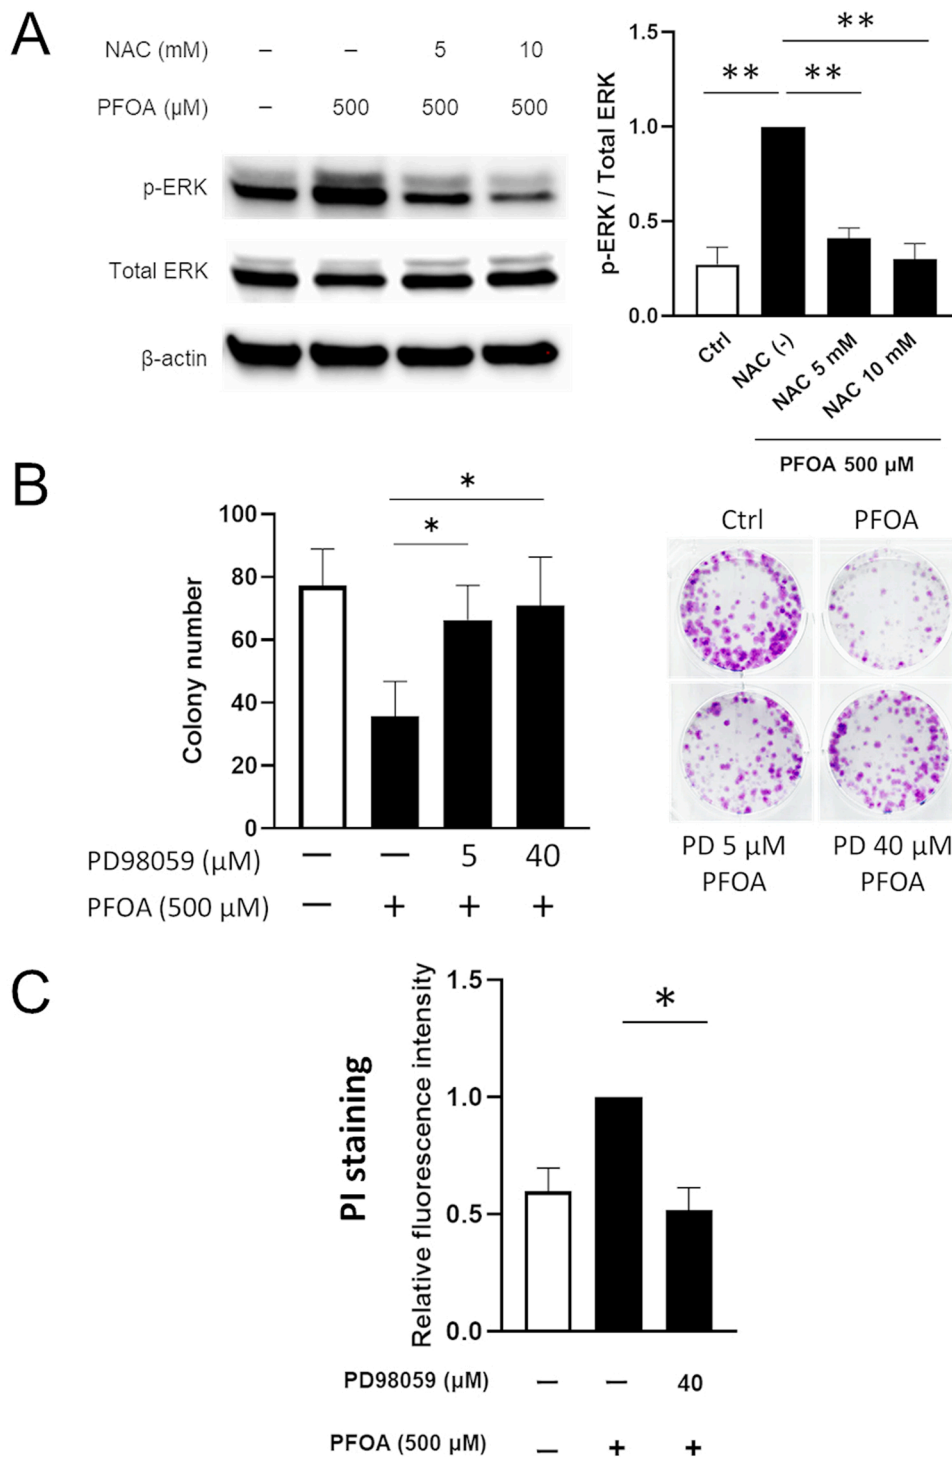 A
NAC (mM) – – 5 10
PFOA (µM) – 500 500 500
p-ERK
Total ERK
β-actin
p-ERK / Total ERK
1.5
1.0
0.5
0.0
** **
**
Ctrl
NAC (-)
NAC 5 mM
NAC 10 mM
PFOA 500 µM
B
Colony number
100
80
60
40
20
0
*
*
PD98059 (µM) – – 5 40
PFOA (500 µM) – + + +
Ctrl PFOA
PD 5 µM PD 40 µM
PFOA PFOA
C
PI staining
Relative fluorescence intensity
1.5
1.0
0.5
0.0
*
PD98059 (µM) – – 40
PFOA (500 µM) – + +